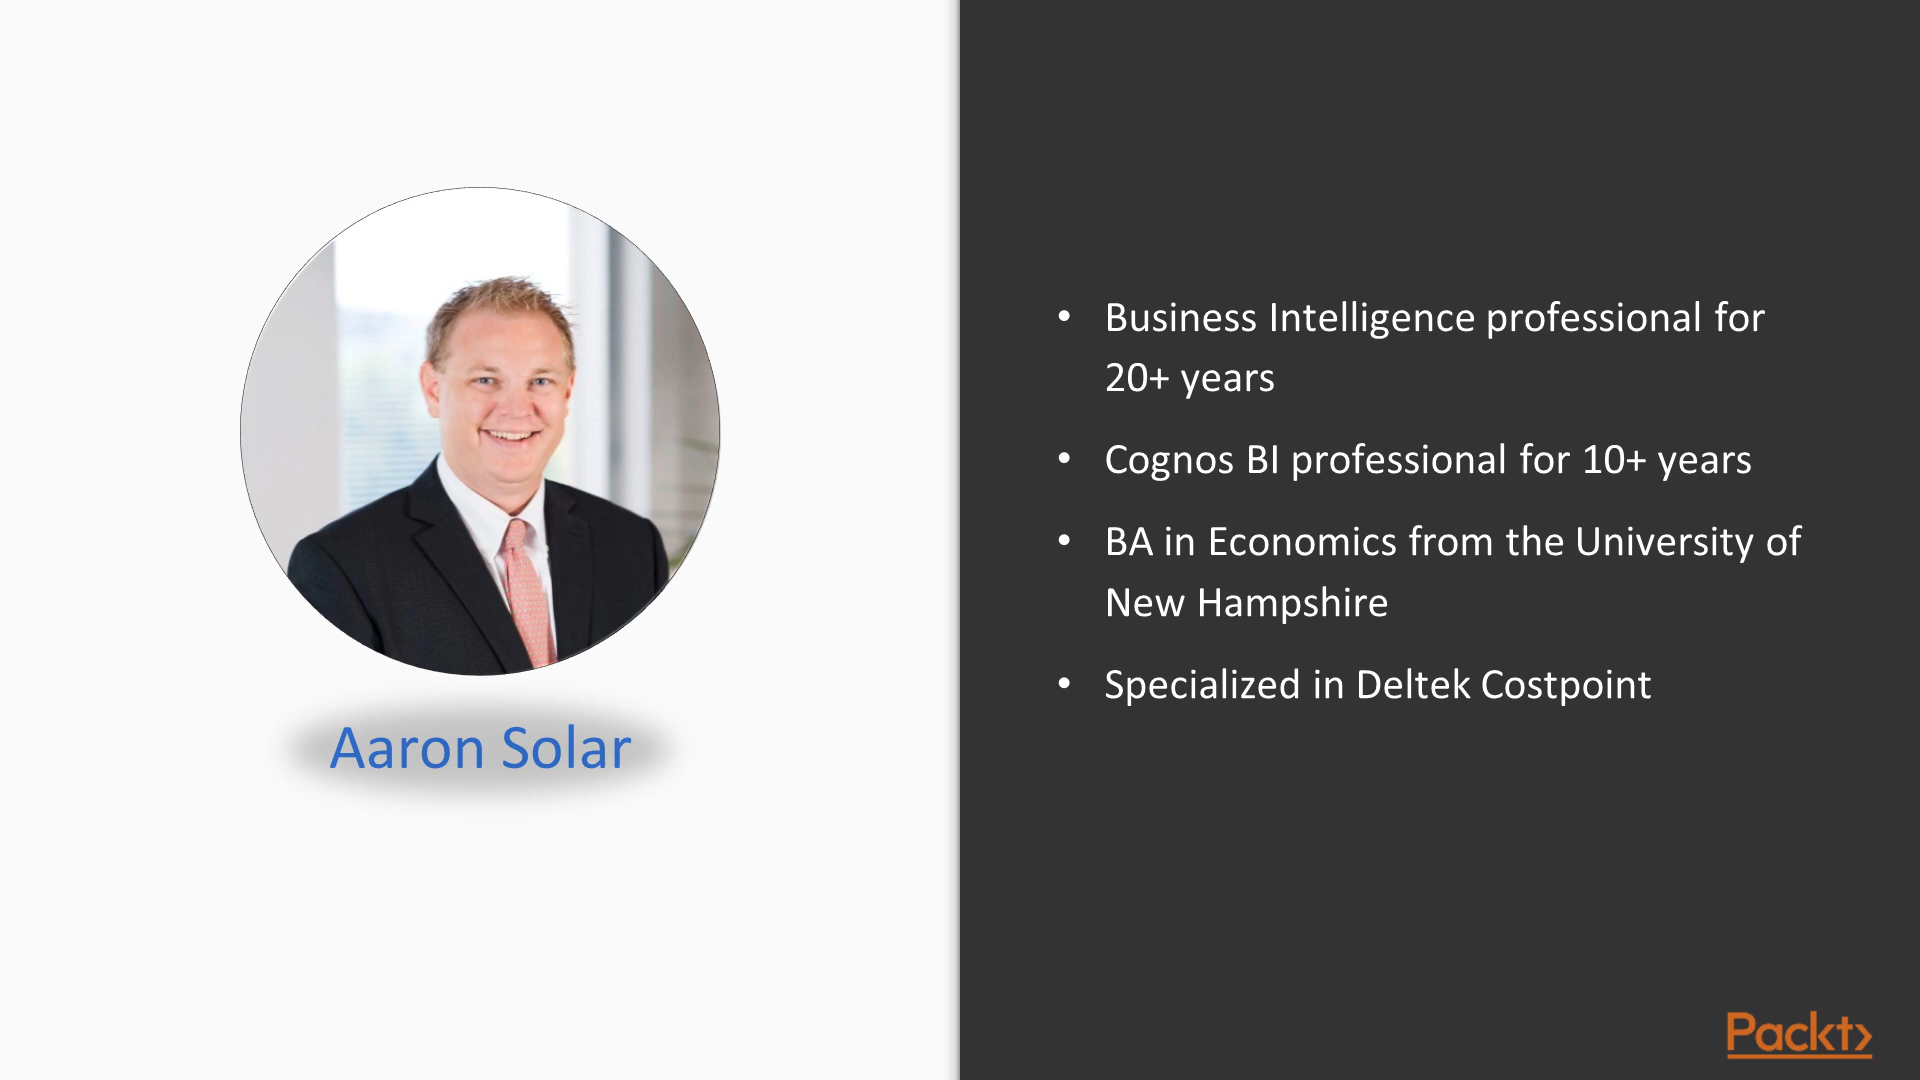 Aaron Solar
• Business Intelligence professional for
20+ years
• Cognos BI professional for 10+ years
• BA in Economics from the University of
New Hampshire
• Specialized in Deltek Costpoint
Packt>